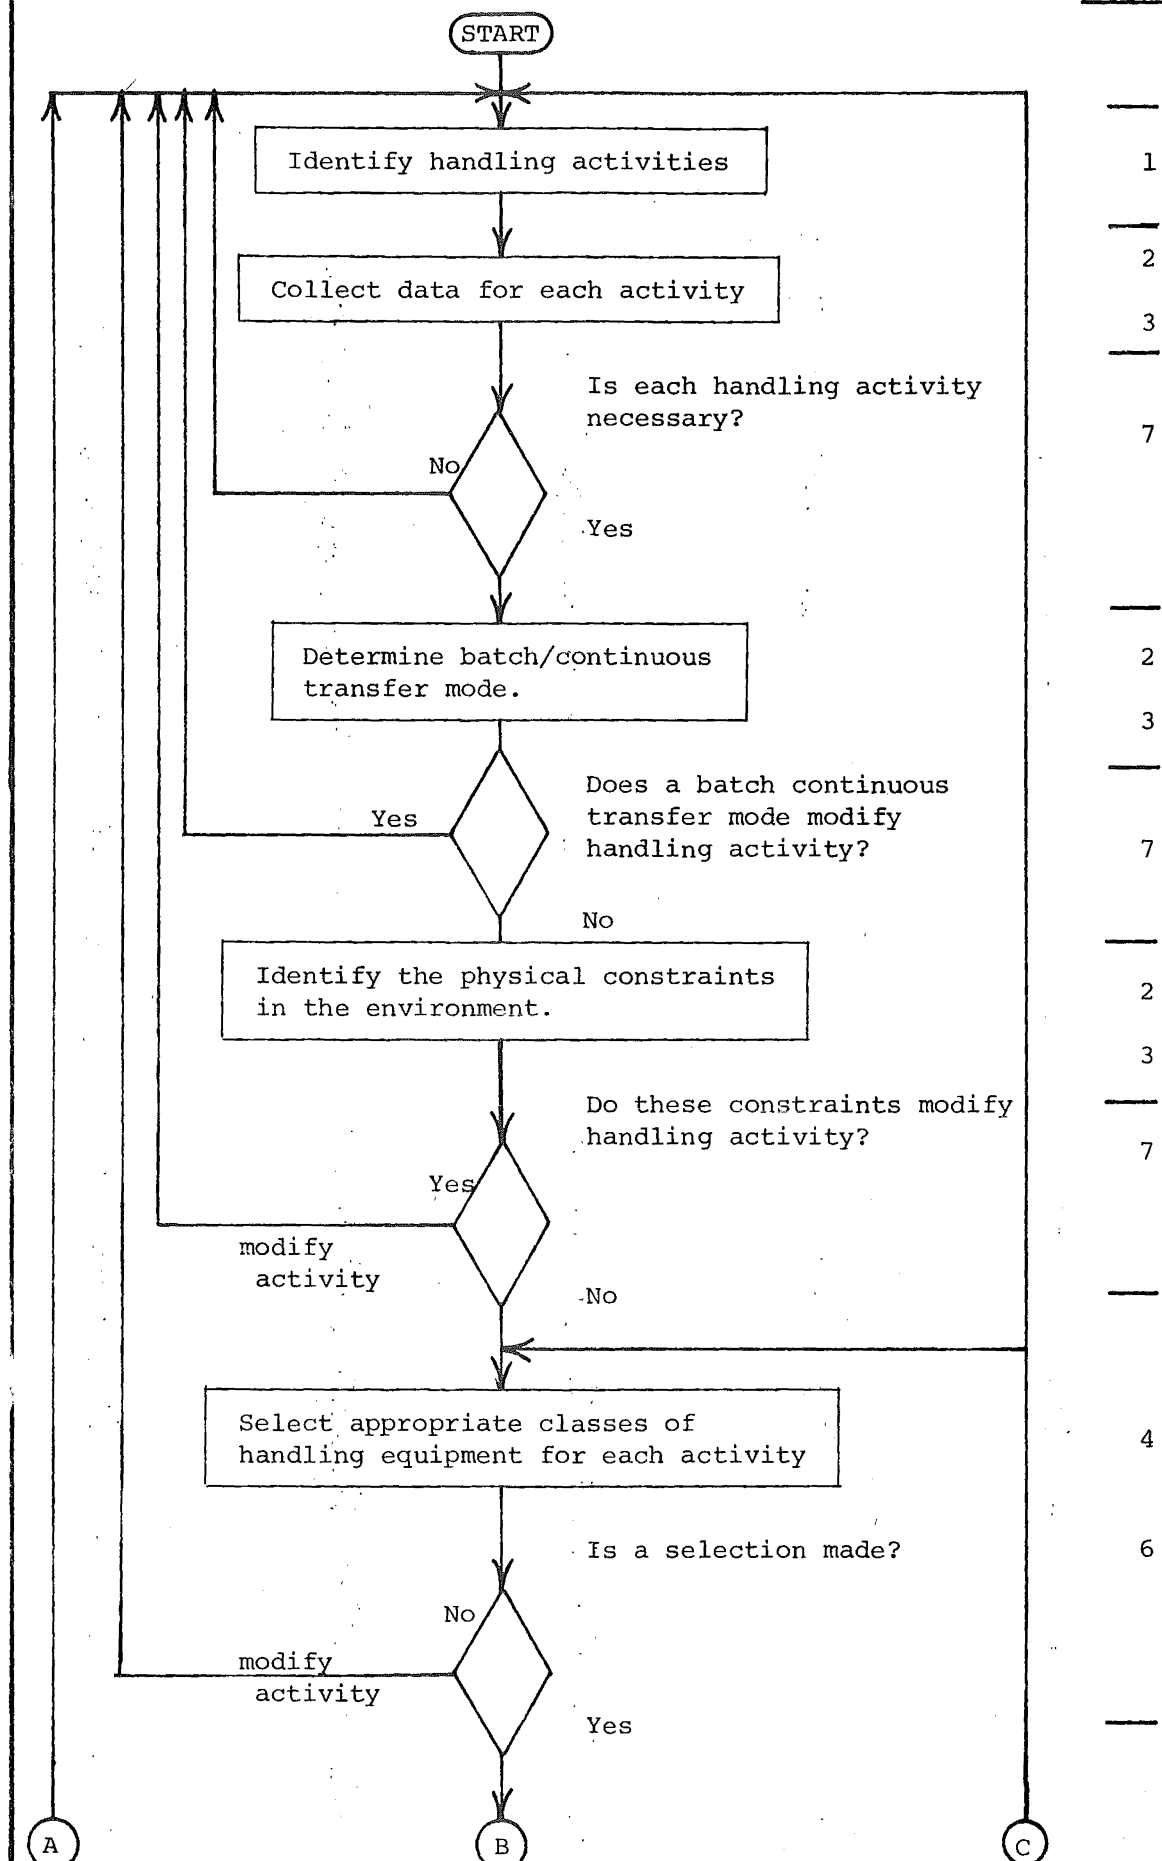 START
Identify handling activities
1
Collect data for each activity
2
3
Is each handling activity
necessary?
7
No
Yes
Determine batch/continuous
transfer mode.
2
3
Does a batch continuous
transfer mode modify
handling activity?
7
Yes
No
Identify the physical constraints
in the environment.
2
3
Do these constraints modify
handling activity?
7
Yes
modify
activity
No
Select appropriate classes of
handling equipment for each activity
4
Is a selection made?
6
No
modify
activity
Yes
A
B
C